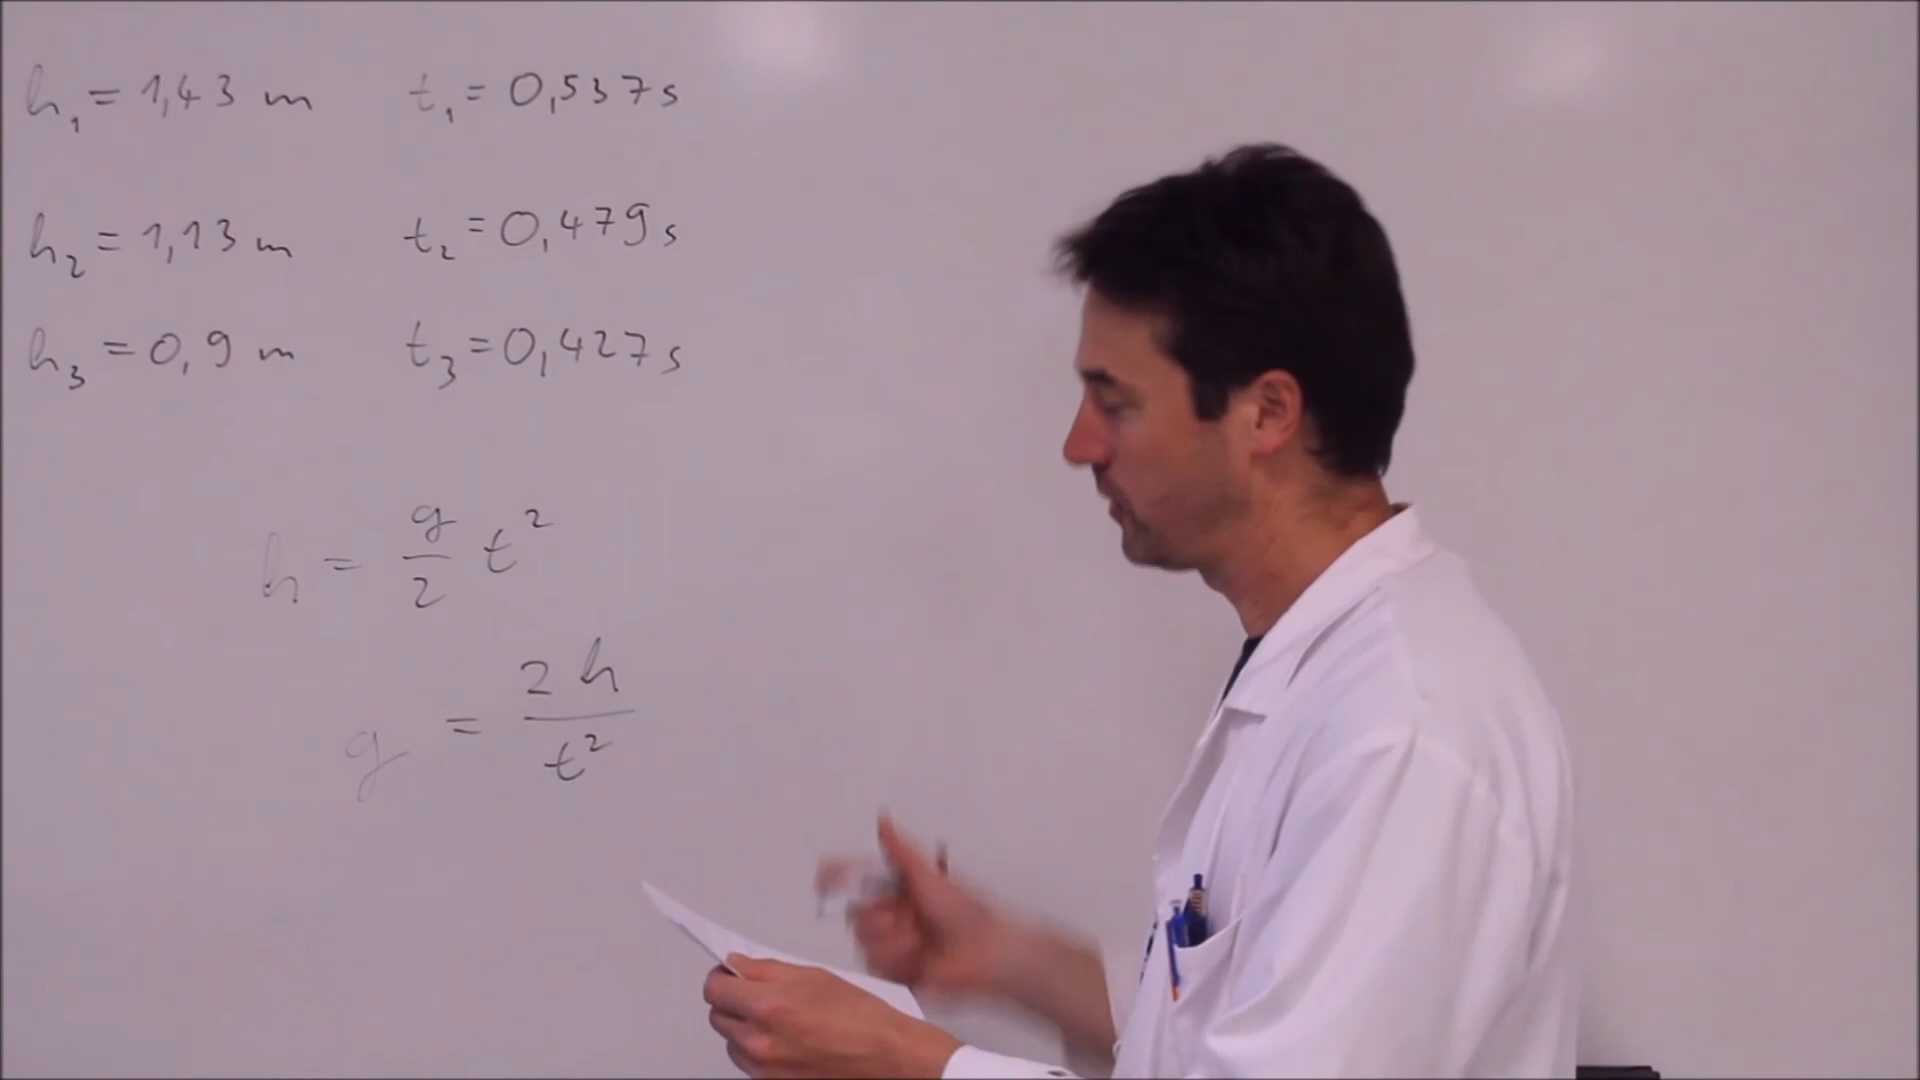 h₁ = 1,43 m t₁ = 0,537 s
h₂ = 1,13 m t₂ = 0,479 s
h₃ = 0,9 m t₃ = 0,427 s
h = g/2 t²
g = 2h/t²